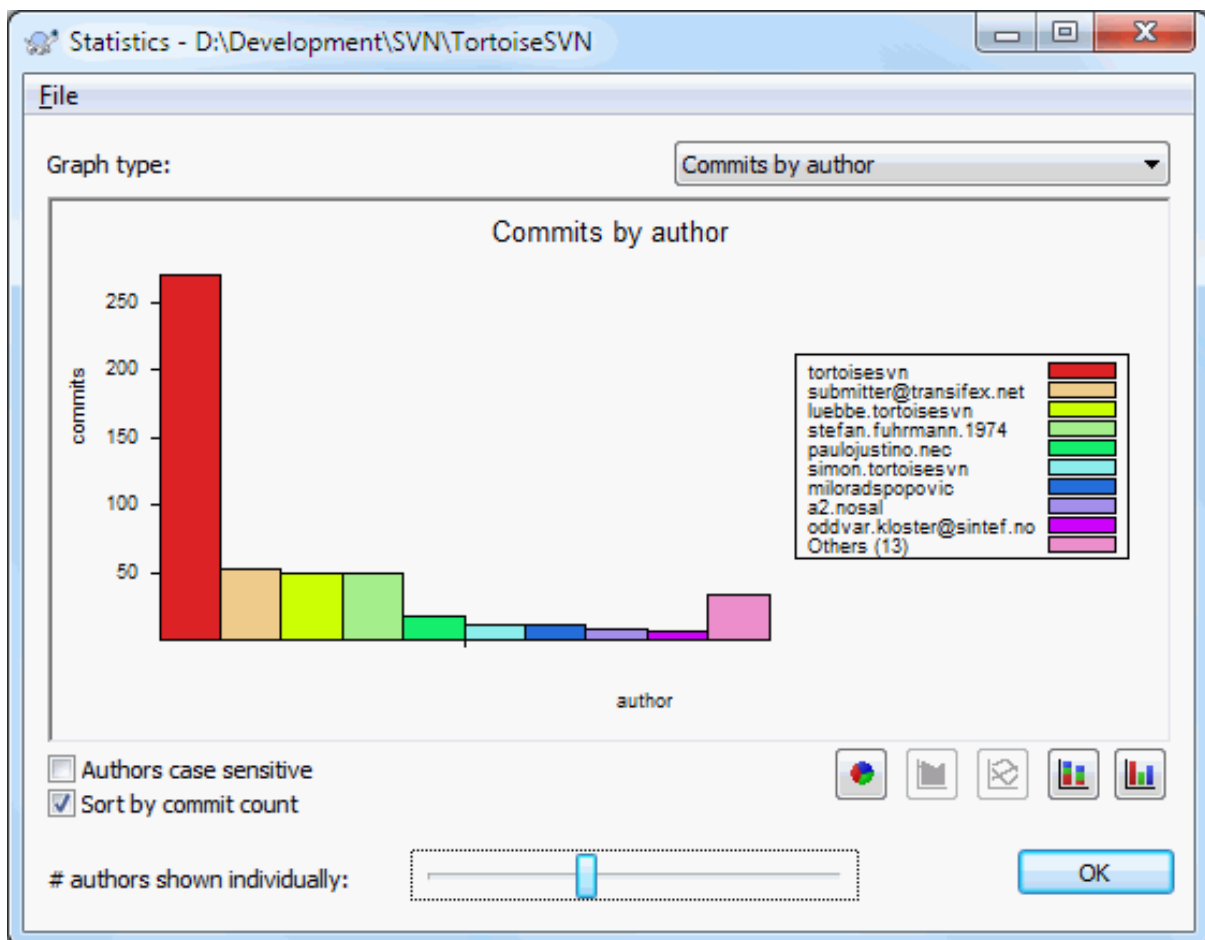 Statistics - D:\Development\SVN\TortoiseSVN
File
Graph type:
Commits by author
Commits by author
250
200
150
100
50
commits
author
tortoisesvn
submitter@transifex.net
luebbe.tortoisesvn
stefan.fuhrmann.1974
paulojustino.nec
simon.tortoisesvn
miloradspopovic
a2.nosal
oddvar.kloster@sintef.no
Others (13)
Authors case sensitive
Sort by commit count
# authors shown individually:
OK